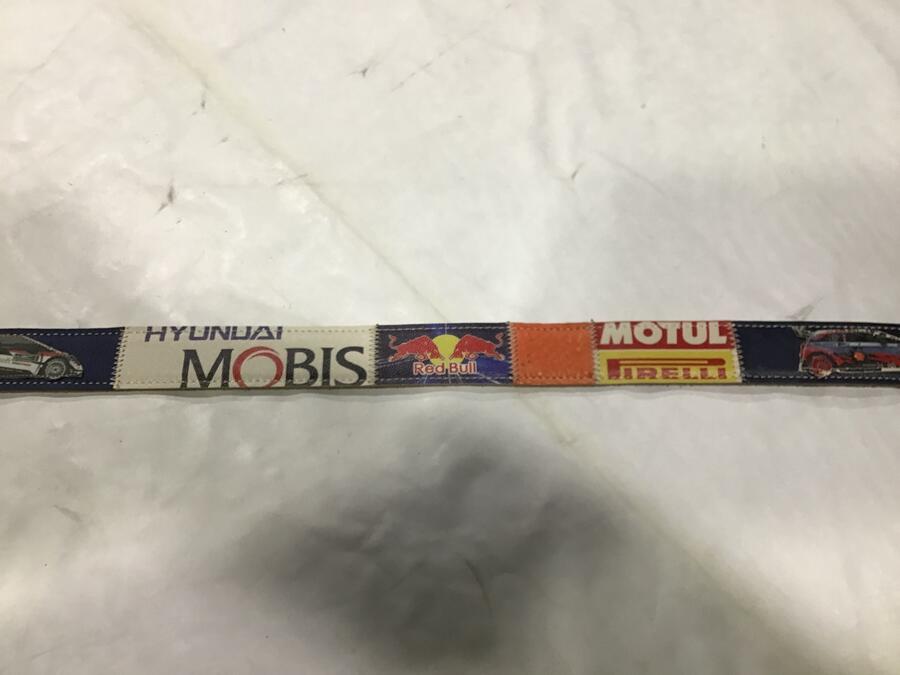 HYUNDAI
MOBIS
Red Bull
MOTUL
PIRELLI